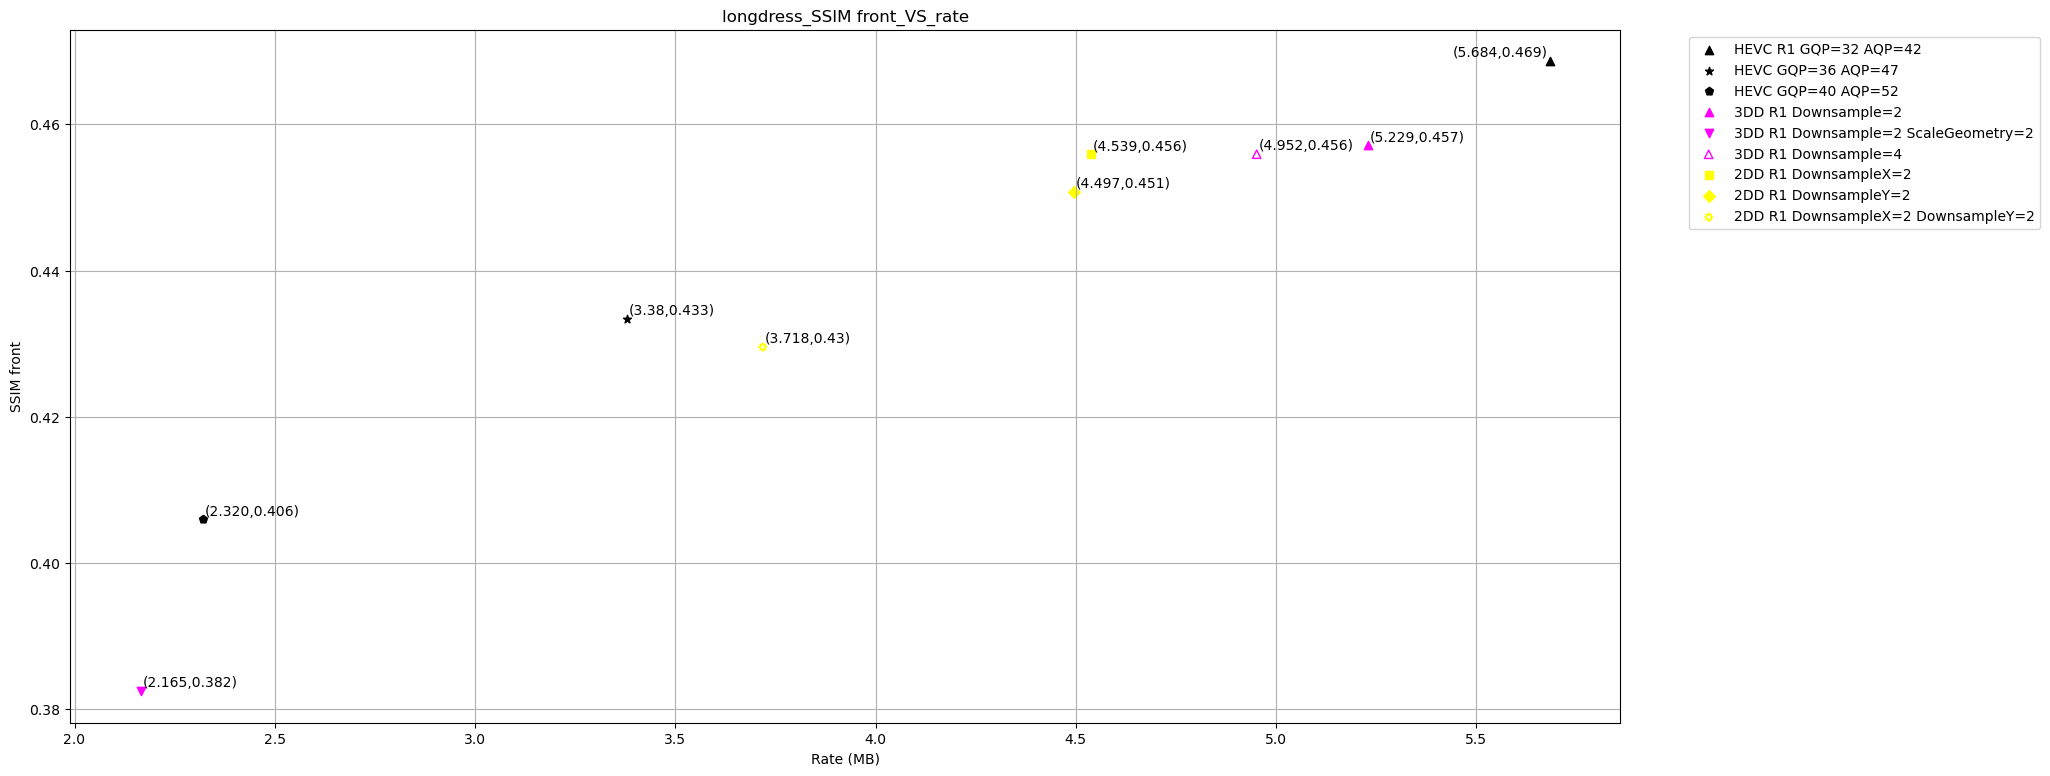 longdress_SSIM front_VS_rate
(5.684,0.469)
(5.229,0.457)
(4.952,0.456)
(4.539,0.456)
(4.497,0.451)
(3.38,0.433)
(3.718,0.43)
(2.320,0.406)
(2.165,0.382)
0.46
0.44
0.42
0.40
0.38
SSIM front
2.0
2.5
3.0
3.5
4.0
4.5
5.0
5.5
Rate (MB)
HEVC R1 GQP=32 AQP=42
HEVC GQP=36 AQP=47
HEVC GQP=40 AQP=52
3DD R1 Downsample=2
3DD R1 Downsample=2 ScaleGeometry=2
3DD R1 Downsample=4
2DD R1 DownsampleX=2
2DD R1 DownsampleY=2
2DD R1 DownsampleX=2 DownsampleY=2